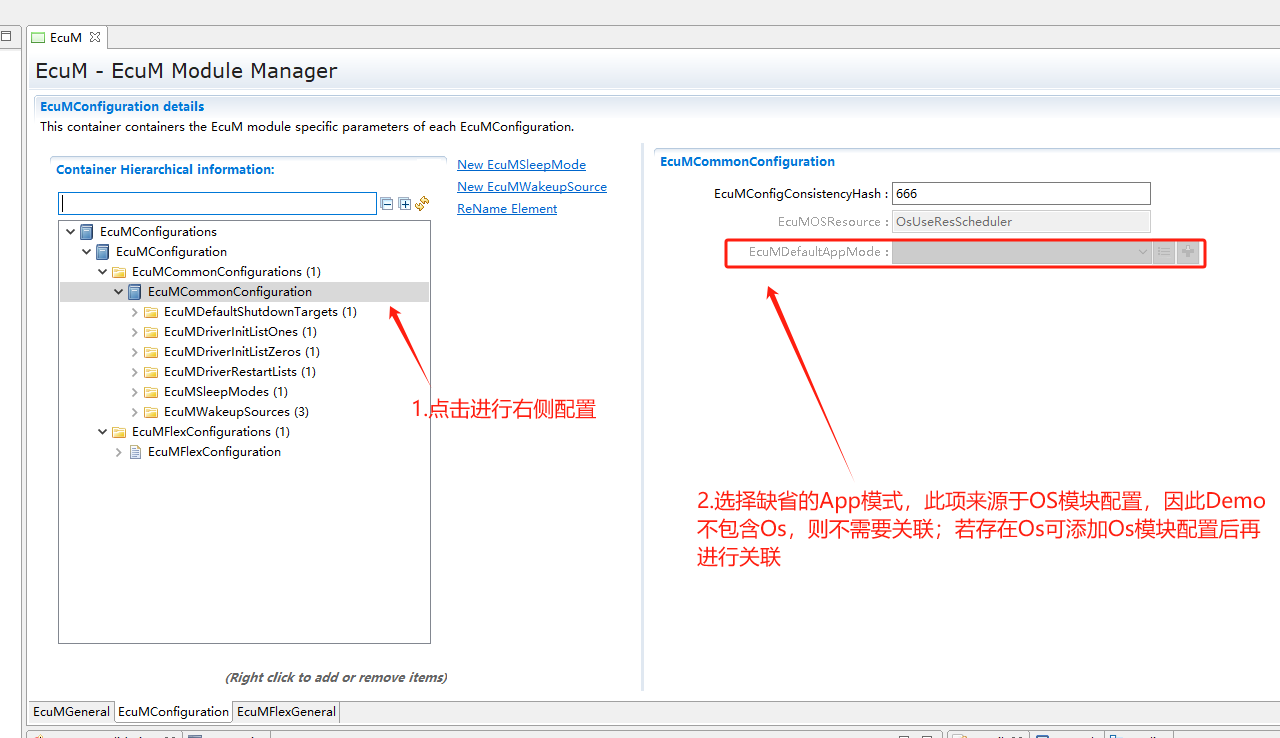 EcuM
EcuM - EcuM Module Manager
EcuMConfiguration details
This container containers the EcuM module specific parameters of each EcuMConfiguration.
Container Hierarchical information:
New EcuMSleepMode
New EcuMWakeupSource
ReName Element
EcuMConfigurations
EcuMConfiguration
EcuMCommonConfigurations (1)
EcuMCommonConfiguration
EcuMDefaultShutdownTargets (1)
EcuMDriverInitListOnes (1)
EcuMDriverInitListZeros (1)
EcuMDriverRestartLists (1)
EcuMSleepModes (1)
EcuMWakeupSources (3)
EcuMFlexConfigurations (1)
EcuMFlexConfiguration
1.点击进行右侧配置
(Right click to add or remove items)
EcuMCommonConfiguration
EcuMConfigConsistencyHash : 666
EcuMOSResource : OsUseResScheduler
EcuMDefaultAppMode :
2.选择缺省的App模式，此项来源于OS模块配置，因此Demo
不包含Os，则不需要关联；若存在Os可添加Os模块配置后再
进行关联
EcuMGeneral EcuMConfiguration EcuMFlexGeneral